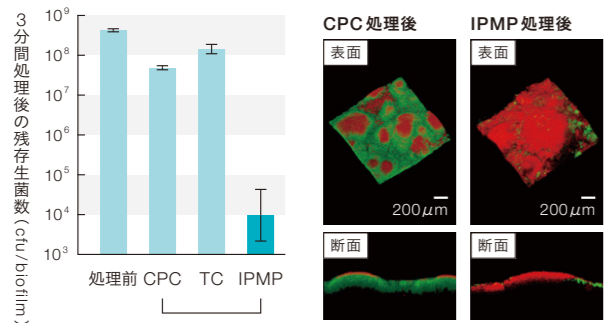 3分間処理後の残存生菌数(cfu/biofilm)
10⁹
10⁸
10⁷
10⁶
10⁵
10⁴
10³
処理前 CPC TC IPMP
CPC処理後
表面
200μm
断面
IPMP処理後
表面
200μm
断面